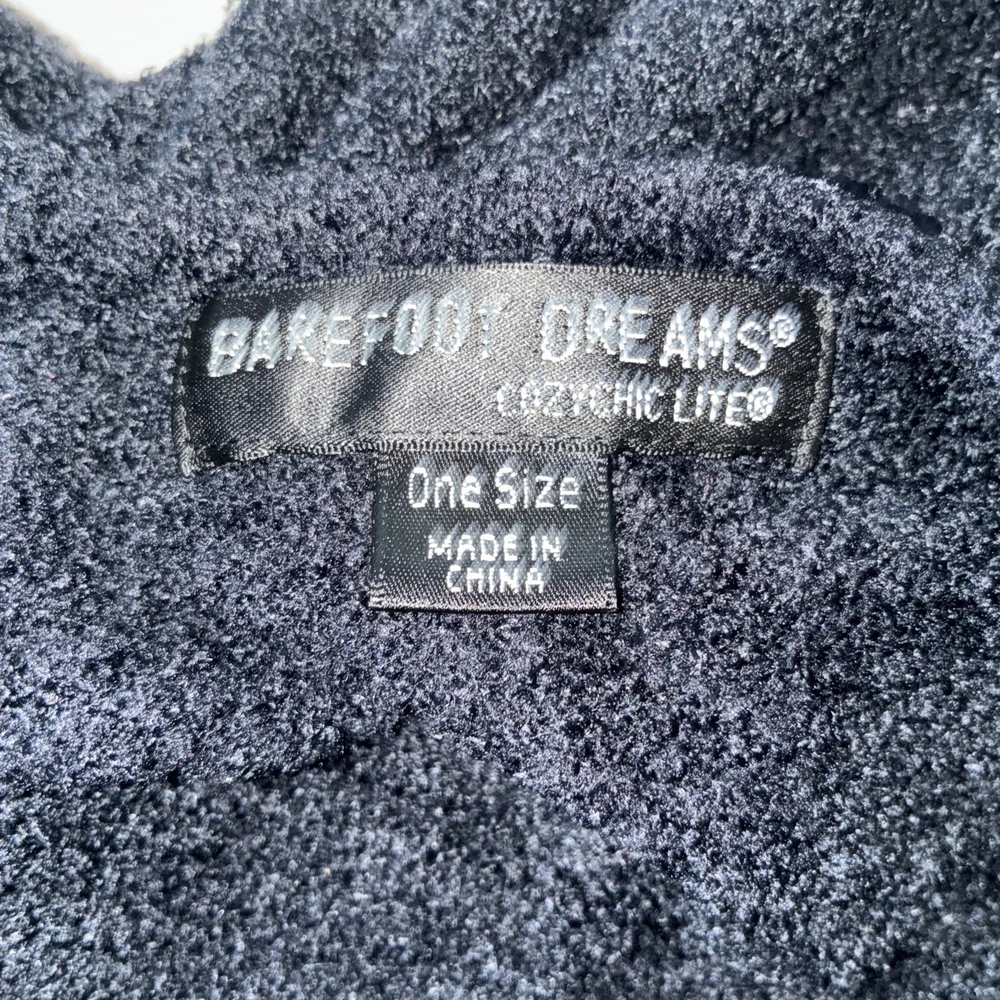 BAREFOOT DREAMS®
COZYCHIC LITE®
One Size
MADE IN
CHINA